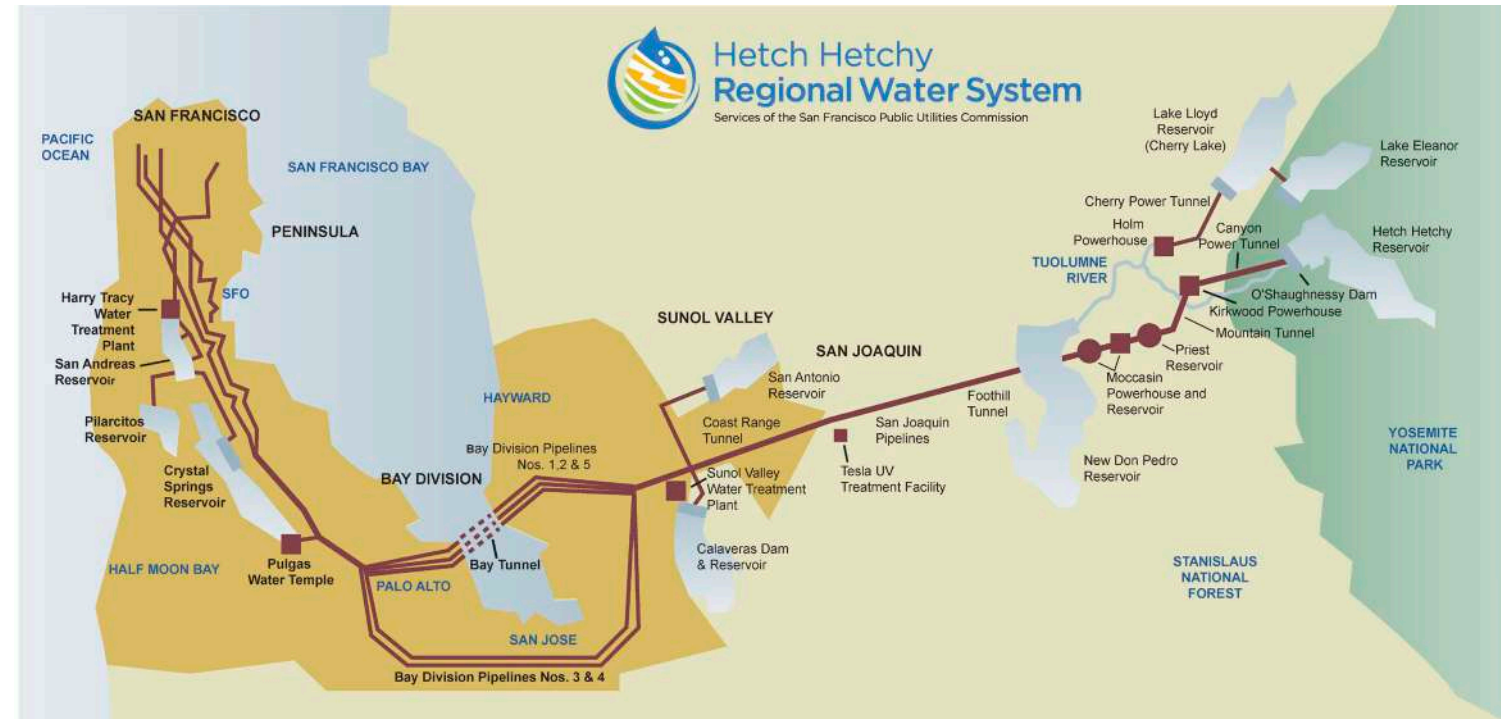 Hetch Hetchy
Regional Water System
Services of the San Francisco Public Utilities Commission
SAN FRANCISCO
PACIFIC
OCEAN
SAN FRANCISCO BAY
PENINSULA
SFO
Harry Tracy
Water
Treatment
Plant
San Andreas
Reservoir
Pilarcitos
Reservoir
Crystal
Springs
Reservoir
HALF MOON BAY
Pulgas
Water Temple
PALO ALTO
BAY DIVISION
Bay Division Pipelines
Nos. 1,2 & 5
Bay Tunnel
SAN JOSE
Bay Division Pipelines Nos. 3 & 4
HAYWARD
SUNOL VALLEY
San Antonio
Reservoir
Coast Range
Tunnel
Sunol Valley
Water Treatment
Plant
Calaveras Dam
& Reservoir
SAN JOAQUIN
San Joaquin
Pipelines
Tesla UV
Treatment Facility
Foothill
Tunnel
New Don Pedro
Reservoir
TUOLUMNE
RIVER
Moccasin
Powerhouse and
Reservoir
Priest
Reservoir
Mountain Tunnel
Kirkwood Powerhouse
O'Shaughnessy Dam
Canyon
Power Tunnel
Holm
Powerhouse
Cherry Power Tunnel
Lake Lloyd
Reservoir
(Cherry Lake)
Lake Eleanor
Reservoir
Hetch Hetchy
Reservoir
YOSEMITE
NATIONAL
PARK
STANISLAUS
NATIONAL
FOREST